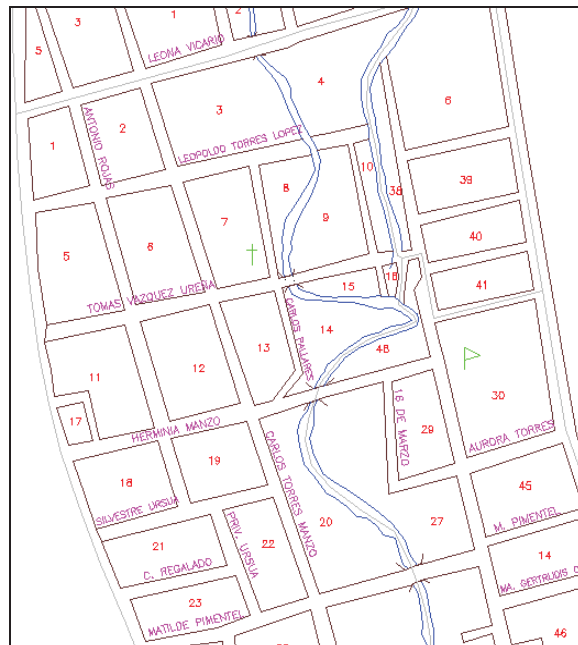 3
1
2
5
LEONA VICARIO
4
6
3
2
1
ANTONIO ROJAS
LEOPOLDO TORRES LOPEZ
10
8
38
39
9
7
6
5
40
18
15
41
TOMAS VAZQUEZ UREÑA
CARLOS PALLARES
14
13
48
11
12
30
16 DE MARZO
17
HERMINIA MANZO
29
AURORA TORRES
CARLOS TORRES MANZO
19
18
45
SILVESTRE URSUA
20
27
M. PIMENTEL
PRIV. URSUA
22
21
14
C. REGALADO
MA. GERTRUDIS
23
MATILDE PIMENTEL
46